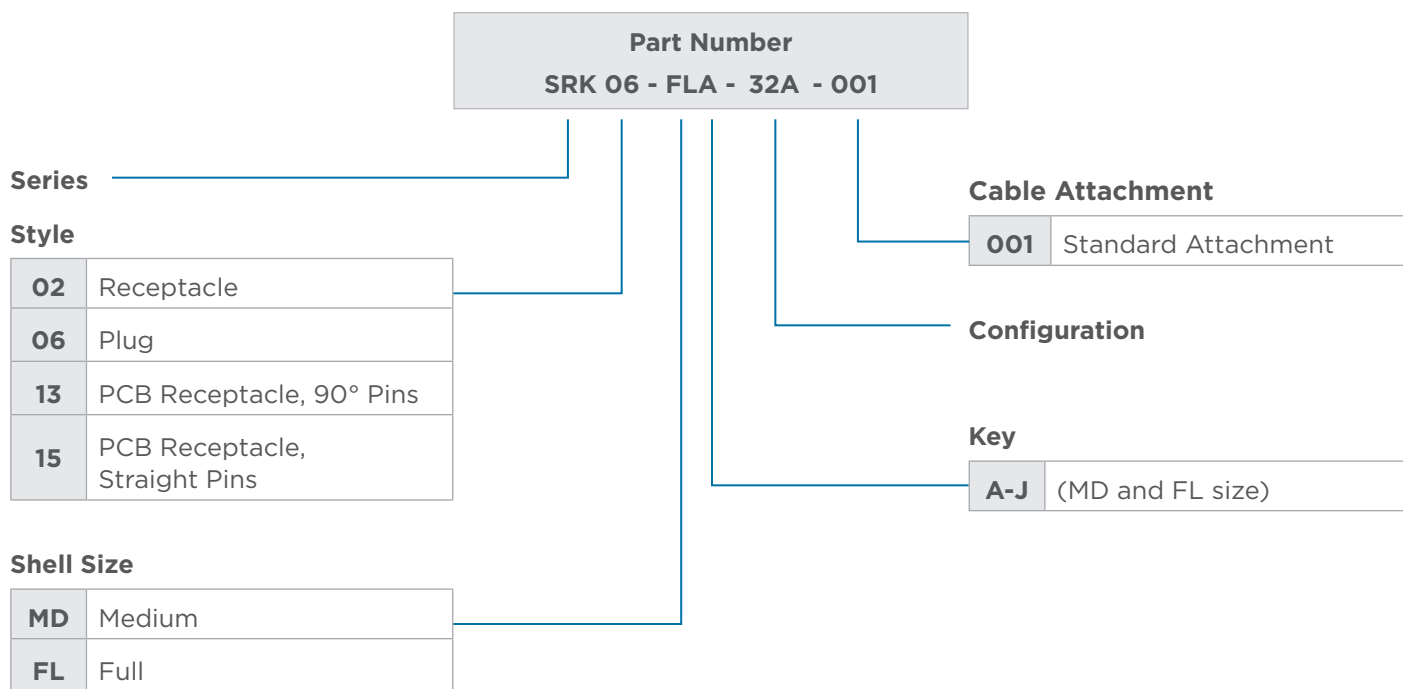 Part Number
SRK 06 - FLA - 32A - 001
Series
Style
02 Receptacle
06 Plug
13 PCB Receptacle, 90° Pins
15 PCB Receptacle,
Straight Pins
Shell Size
MD Medium
FL Full
Cable Attachment
001 Standard Attachment
Configuration
Key
A-J (MD and FL size)